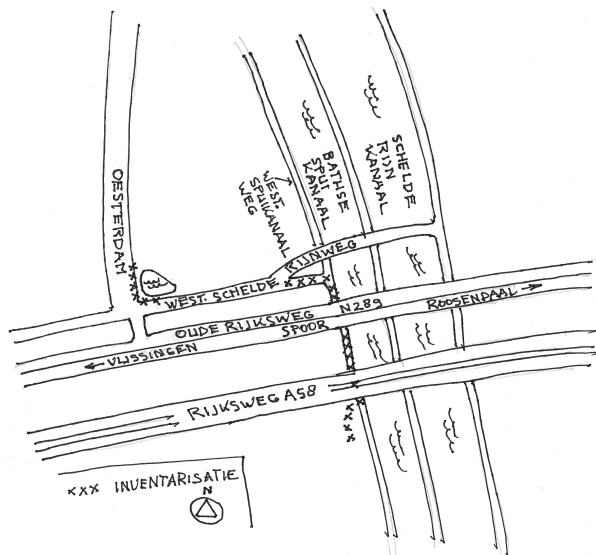 OESTERDAM
WEST.
SPUIKANAAL
WEG
BATHSE
SPUI
KANAAL
SCHELDE
RIJN
KANAAL
WEST. SCHELDE
RIJNWEG
OUDE RIJKSWEG
N289
SPOOR
ROOSENDAAL
VLISSINGEN
RIJKSWEG A58
xxx INVENTARISATIE
N